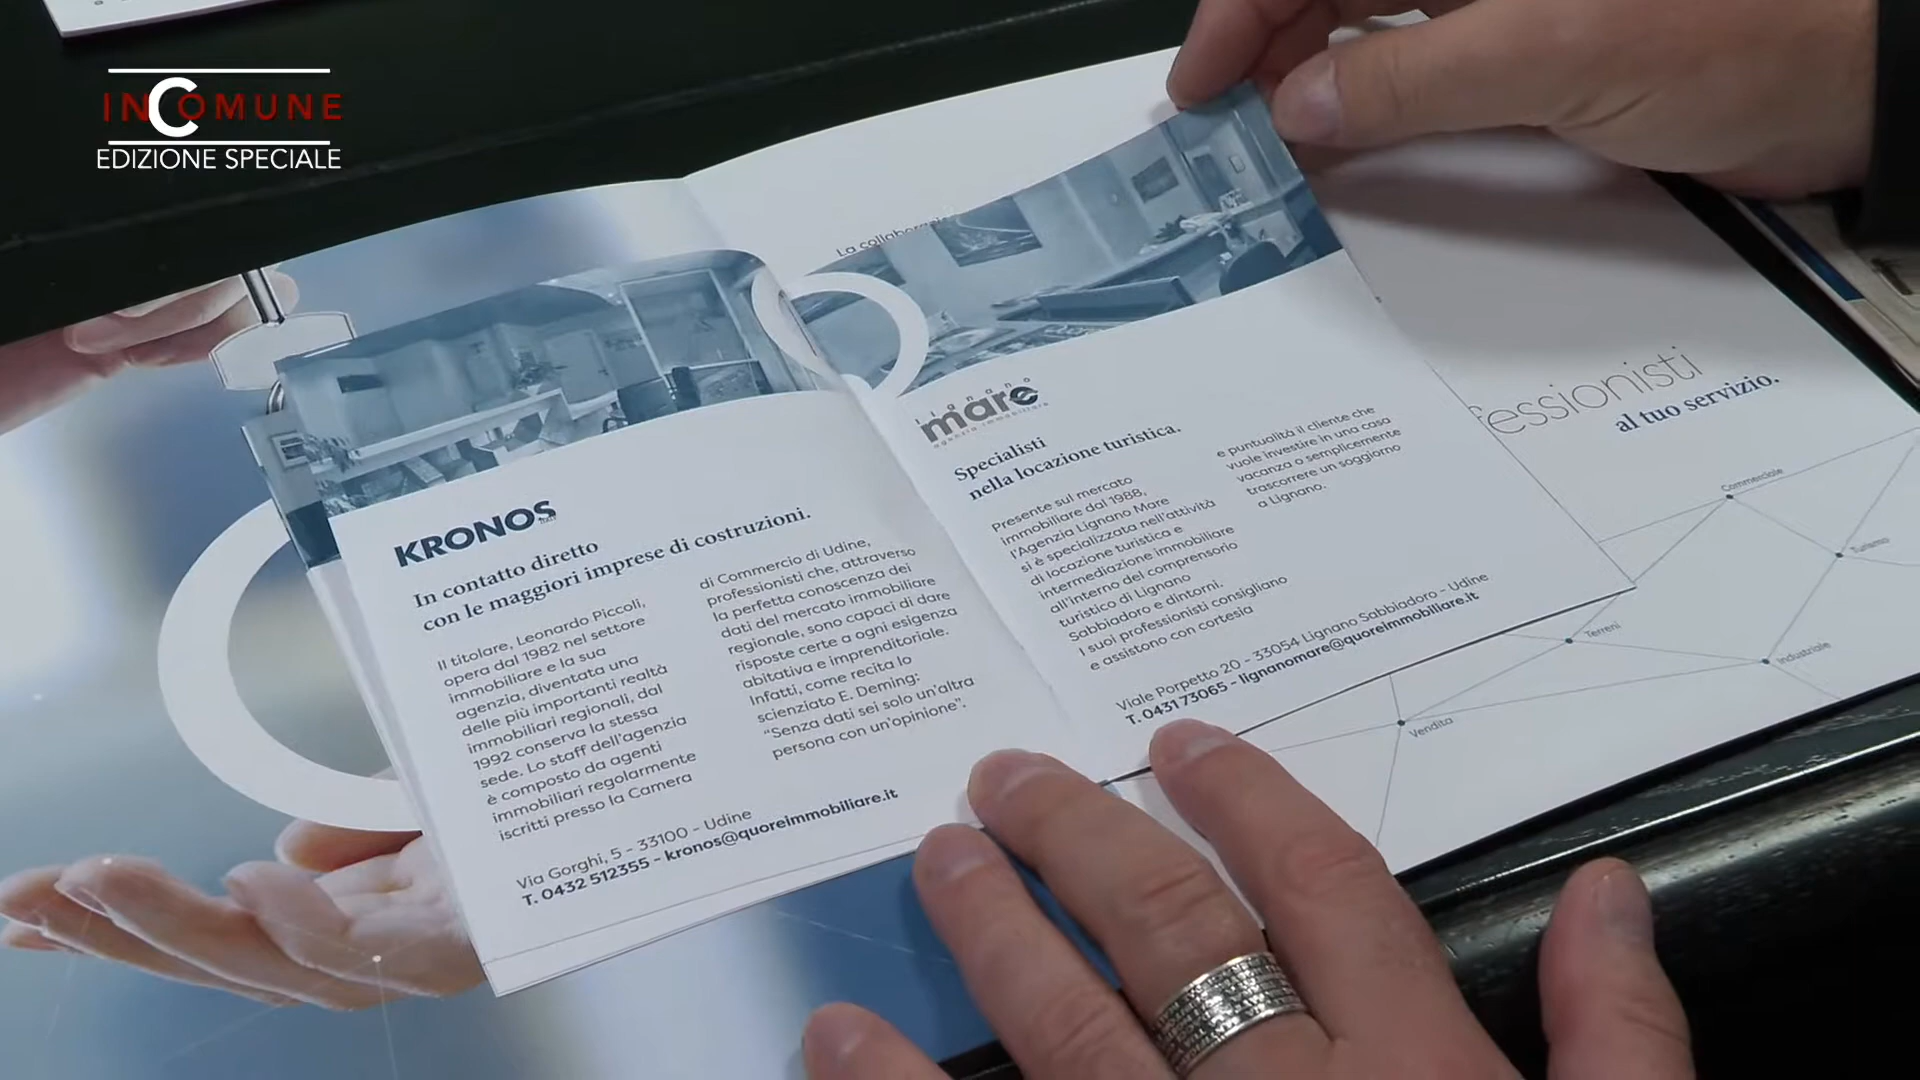 INCOMUNE
EDIZIONE SPECIALE
La
KRONOS
In contatto diretto
con le maggiori imprese di costruzioni.
Il titolare, Leonardo Piccoli,
opera dal 1982 nel settore
immobiliare e la sua
agenzia, diventata una
delle più importanti realtà
immobiliari regionali, dal
1992 conserva la stessa
sede. Lo staff dell'agenzia
è composto da agenti
immobiliari regolarmente
iscritti presso la Camera
di Commercio di Udine,
professionisti che, attraverso
la perfetta conoscenza dei
dati del mercato immobiliare
regionale, sono capaci di dare
risposte certe a ogni esigenza
abitativa e imprenditoriale.
Infatti, come recita lo
scienziato E. Deming:
“Senza dati sei solo un'altra
persona con un'opinione”.
Via Gorghi, 5 - 33100 - Udine
T. 0432 512355 - kronos@quoreimmobiliare.it
lignano
mare
agenzia immobiliare
Specialisti
nella locazione turistica.
Presente sul mercato
immobiliare dal 1988,
l'Agenzia Lignano Mare
si è specializzata nell'attività
di locazione turistica e
intermediazione immobiliare
all'interno del comprensorio
turistico di Lignano
Sabbiadoro e dintorni.
I suoi professionisti consigliano
e assistono con cortesia
e puntualità il cliente che
vuole investire in una casa
vacanza o semplicemente
trascorrere un soggiorno
a Lignano.
Viale Porpetto 20 - 33054 Lignano Sabbiadoro - Udine
T. 0431 73065 - lignanomare@quoreimmobiliare.it
fessionisti
al tuo servizio.
Commerciale
Turismo
Terreni
Industriale
Vendita